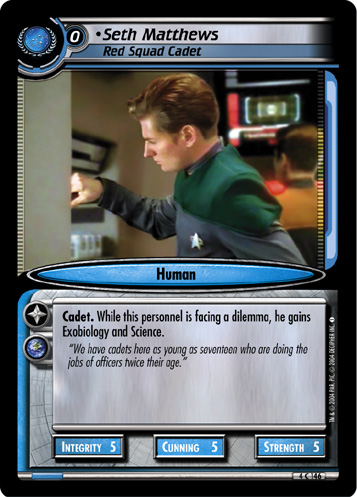 0
•Seth Matthews
Red Squad Cadet
Human
Cadet. While this personnel is facing a dilemma, he gains
Exobiology and Science.
"We have cadets here as young as seventeen who are doing the
jobs of officers twice their age."
INTEGRITY 5
CUNNING 5
STRENGTH 5
4 C 146